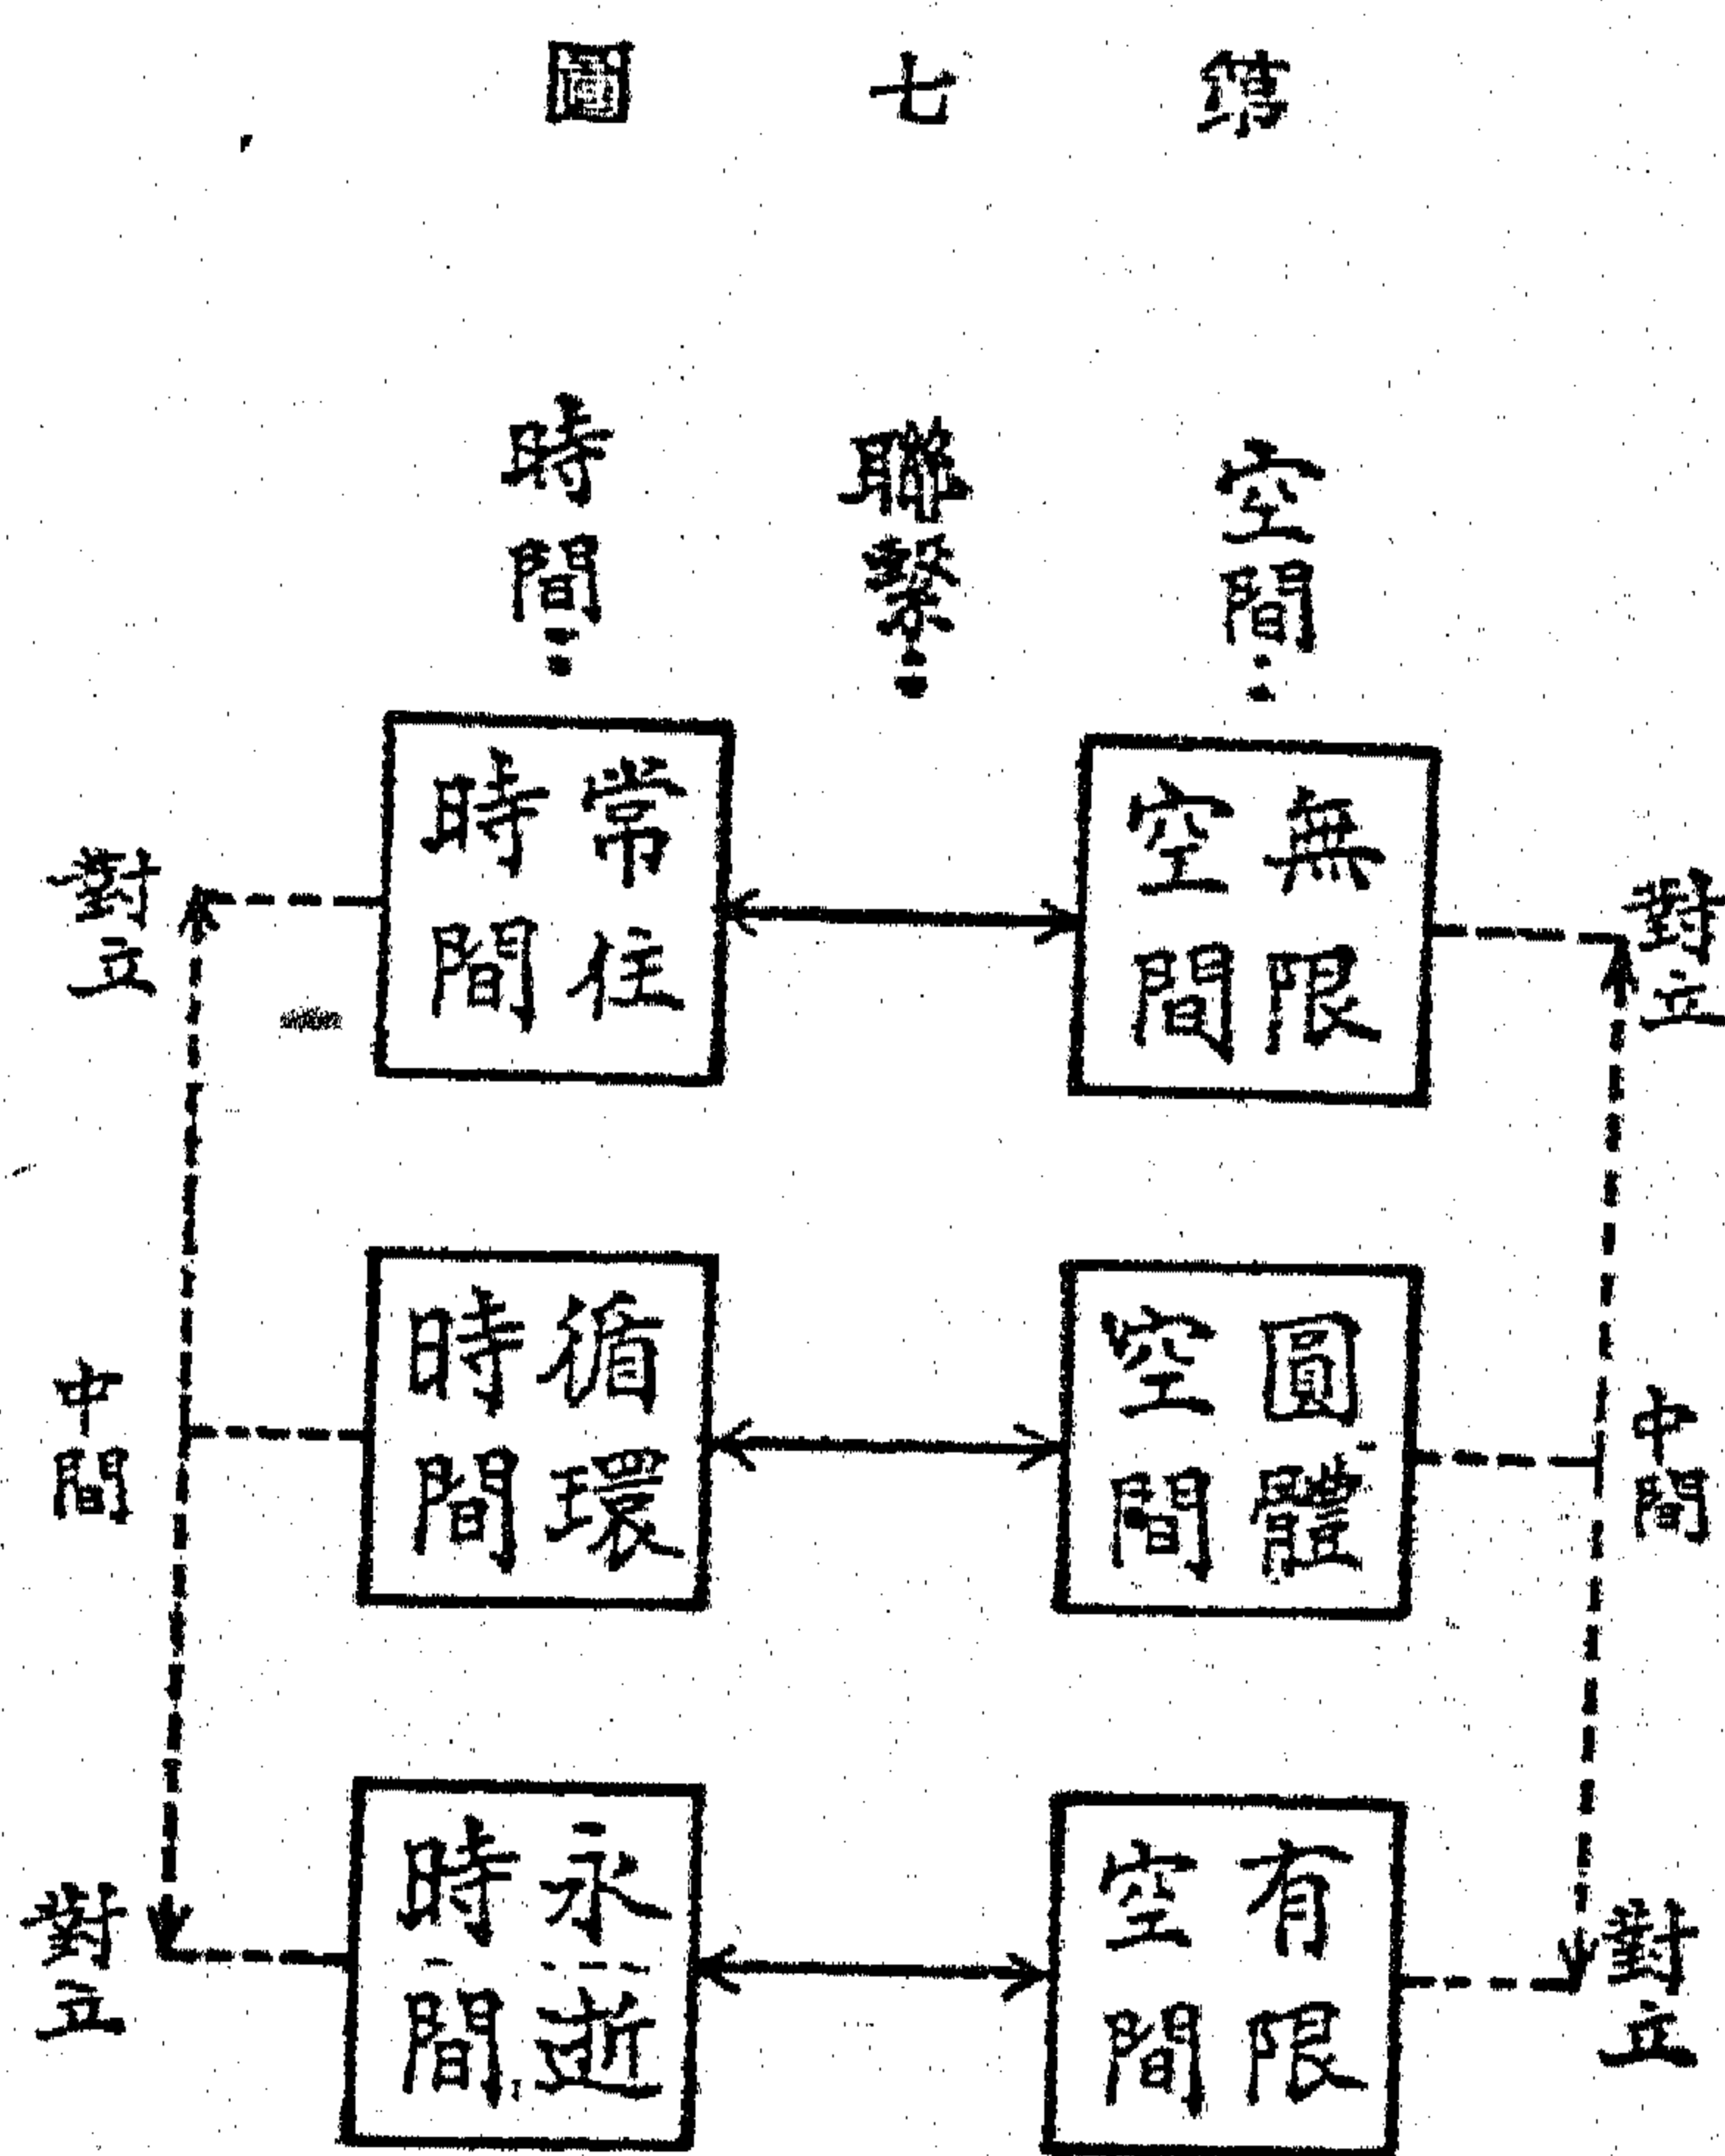 第七圖
空間：
聯繫：
時間：
對立
無限空間
常住時間
對立
中間
圓體空間
循環時間
中間
對立
有限空間
永逝時間
對立